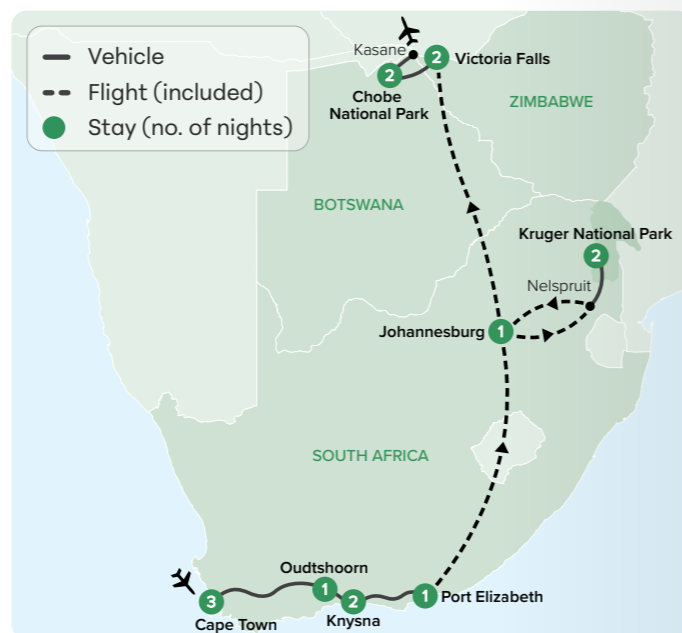 Vehicle
Flight (included)
Stay (no. of nights)
Kasane
2
Victoria Falls
2
Chobe
National Park
ZIMBABWE
BOTSWANA
Kruger National Park
2
Nelspruit
Johannesburg
1
SOUTH AFRICA
Oudtshoorn
1
3
2
1
Port Elizabeth
Cape Town
Knysna